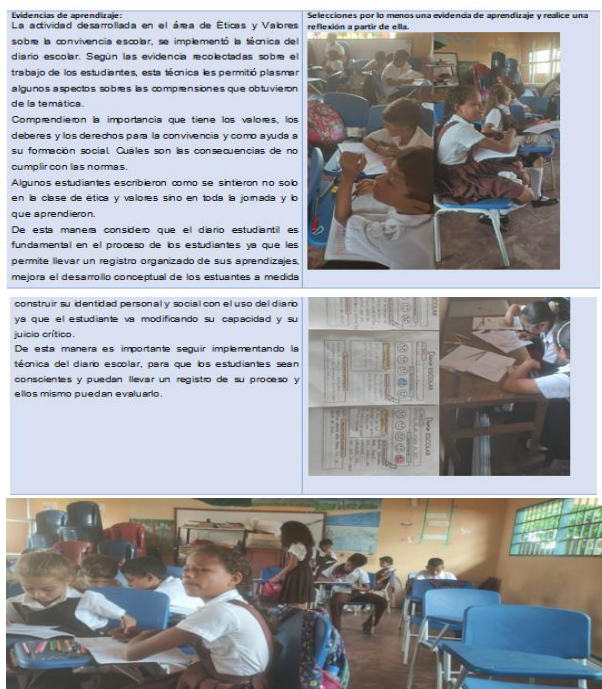 Evidencias de aprendizaje:
La actividad desarrollada en el área de Éticas y Valores
sobre la convivencia escolar, se implementó la técnica del
diario escolar. Según las evidencia recolectadas sobre el
trabajo de los estudiantes, esta técnica les permitió plasmar
algunos aspectos sobres las comprensiones que obtuvieron
de la temática.
Comprendieron la importancia que tiene los valores, los
deberes y los derechos para la convivencia y como ayuda a
su formación social. Cuáles son las consecuencias de no
cumplir con las normas.
Algunos estudiantes escribieron como se sintieron no solo
en la clase de ética y valores sino en toda la jornada y lo
que aprendieron.
De esta manera considero que el diario estudiantil es
fundamental en el proceso de los estudiantes ya que les
permite llevar un registro organizado de sus aprendizajes,
mejora el desarrollo conceptual de los estuantes a medida
Selecciones por lo menos una evidencia de aprendizaje y realice una
reflexión a partir de ella.
construir su identidad personal y social con el uso del diario
ya que el estudiante va modificando su capacidad y su
juicio crítico.
De esta manera es importante seguir implementando la
técnica del diario escolar, para que los estudiantes sean
conscientes y puedan llevar un registro de su proceso y
ellos mismo puedan evaluarlo.
Diario ESCOLAR
Diario ESCOLAR